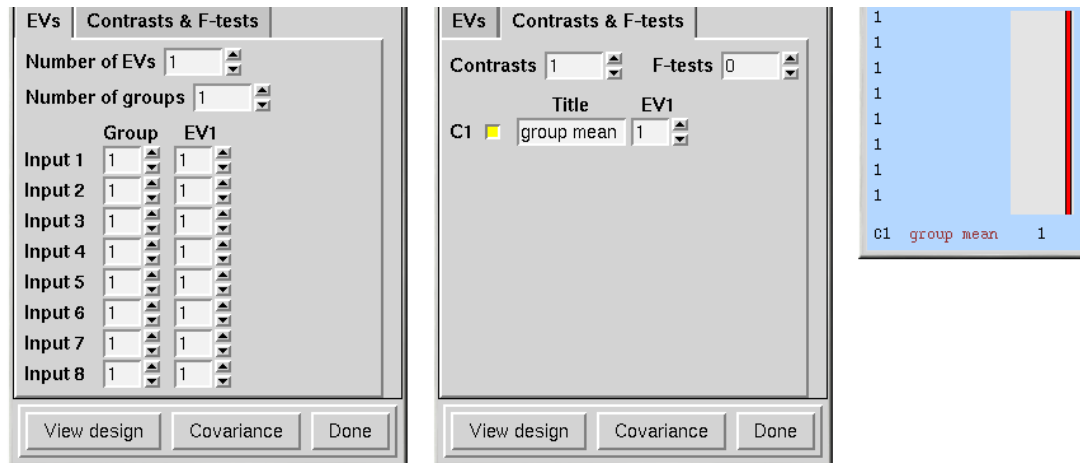 EVs Contrasts & F-tests
Number of EVs 1
Number of groups 1
Group EV1
Input 1 1 1
Input 2 1 1
Input 3 1 1
Input 4 1 1
Input 5 1 1
Input 6 1 1
Input 7 1 1
Input 8 1 1
View design Covariance Done
EVs Contrasts & F-tests
Contrasts 1 F-tests 0
Title EV1
C1 group mean 1
View design Covariance Done
1
1
1
1
1
1
1
1
C1 group mean 1